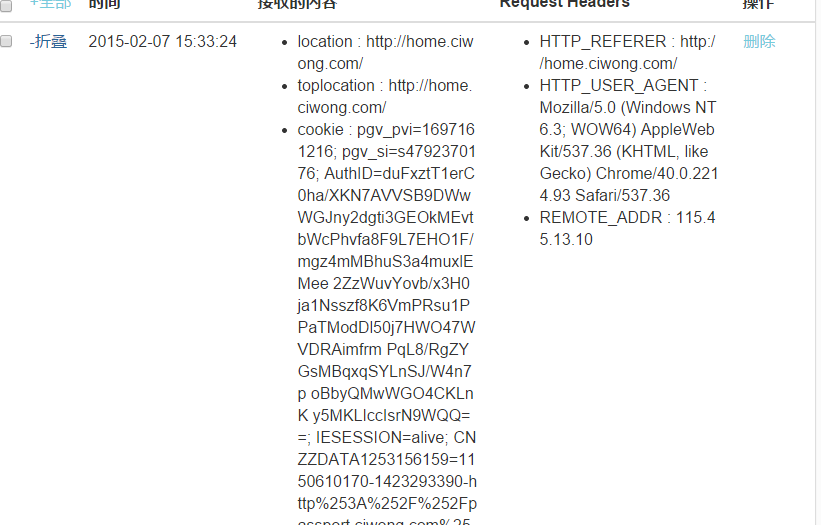 +全部 时间 接收的内容 Request Headers 操作
-折叠 2015-02-07 15:33:24
location : http://home.ciw
ong.com/
toplocation : http://home.
ciwong.com/
cookie : pgv_pvi=169716
1216; pgv_si=s47923701
76; AuthID=duFxztT1erC
0ha/XKN7AVVSB9DWw
WGJny2dgti3GEOkMEvt
bWcPhvfa8F9L7EHO1F/
mgz4mMBhuS3a4muxlE
Mee 2ZzWuvYovb/x3H0
ja1Nsszf8K6VmPRsu1P
PaTModDl50j7HWO47W
VDRAimfrm PqL8/RgZY
GsMBqxqSYLnSJ/W4n7
p oBbyQMwWGO4CKLn
K y5MKLlccIsrN9WQQ=
=; IESESSION=alive; CN
ZZDATA1253156159=11
50610170-1423293390-h
ttp%253A%252F%252Fp
assport.ciwong.com%25
HTTP_REFERER : http:/
/home.ciwong.com/
HTTP_USER_AGENT :
Mozilla/5.0 (Windows NT
6.3; WOW64) AppleWeb
Kit/537.36 (KHTML, like
Gecko) Chrome/40.0.221
4.93 Safari/537.36
REMOTE_ADDR : 115.4
5.13.10
删除